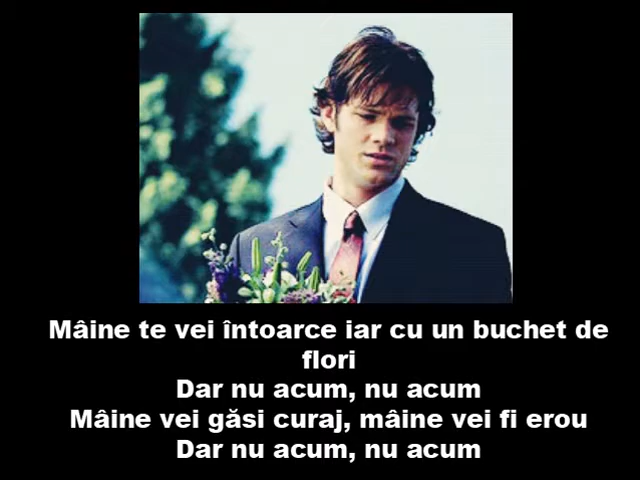 Mâine te vei întoarce iar cu un buchet de
flori
Dar nu acum, nu acum
Mâine vei găsi curaj, mâine vei fi erou
Dar nu acum, nu acum